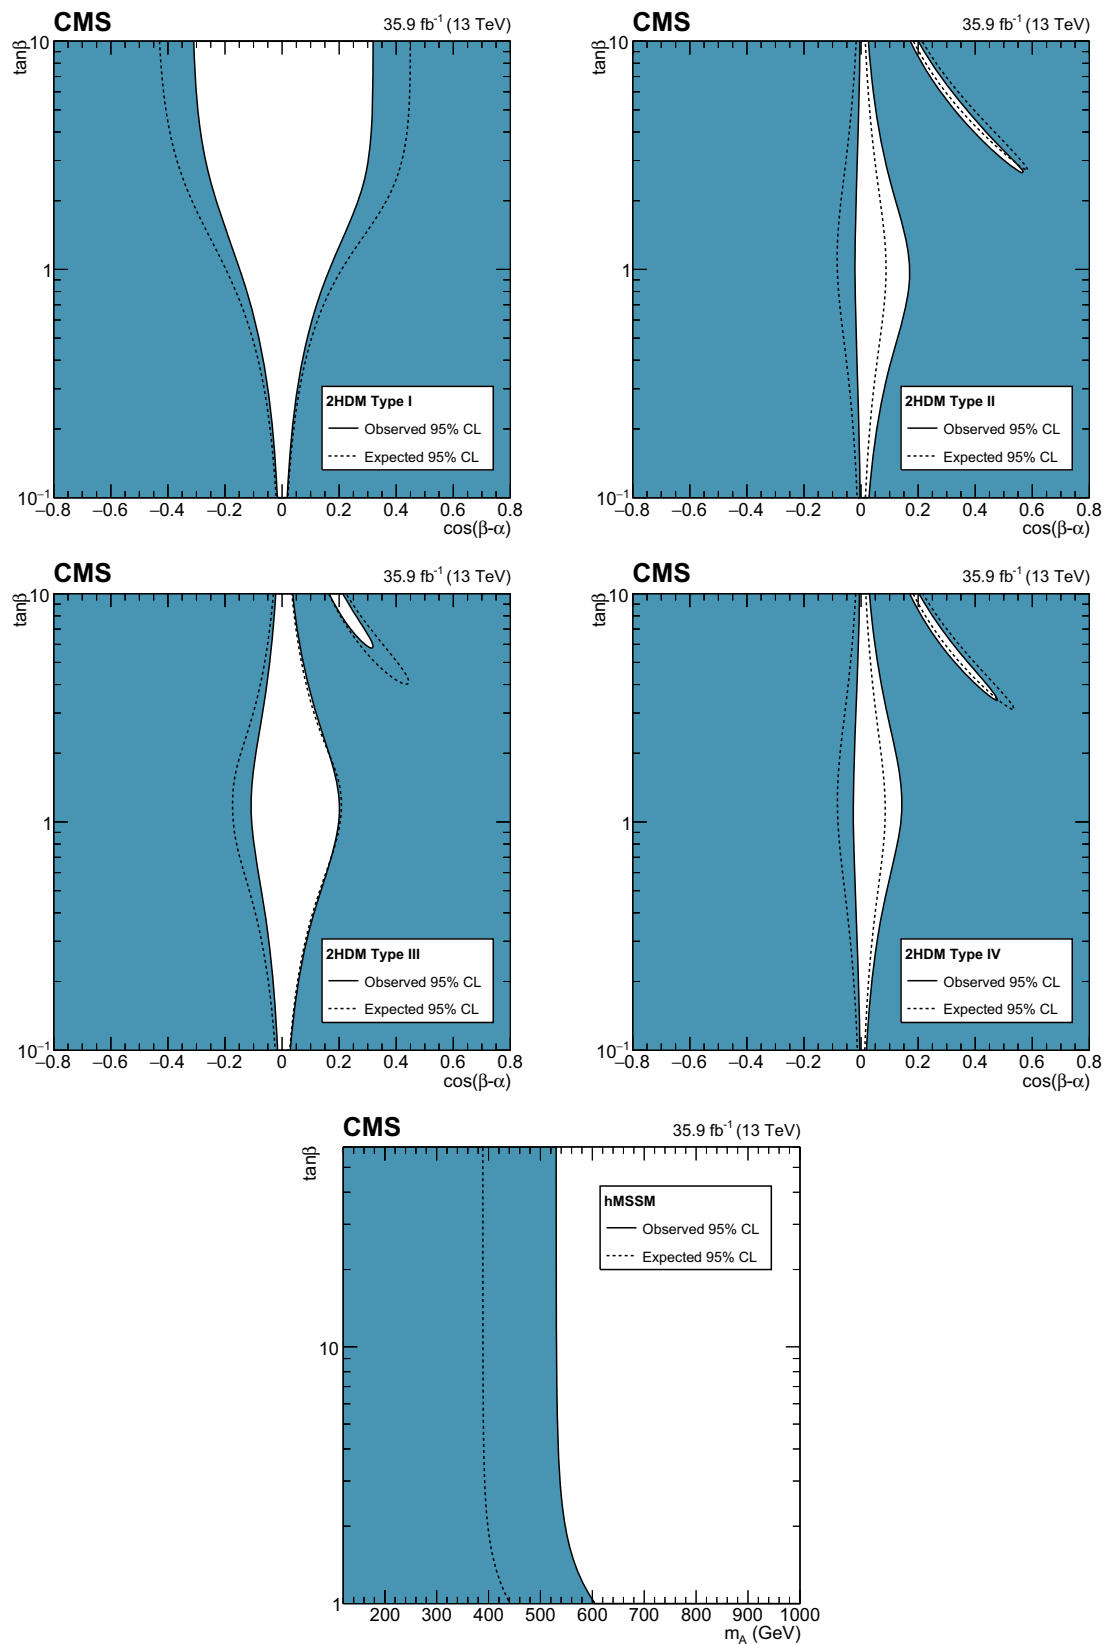 CMS 35.9 fb⁻¹ (13 TeV)
tanβ
10
1
10⁻¹
2HDM Type I
Observed 95% CL
Expected 95% CL
−0.8 −0.6 −0.4 −0.2 0 0.2 0.4 0.6 0.8
cos(β-α)
CMS 35.9 fb⁻¹ (13 TeV)
tanβ
10
1
10⁻¹
2HDM Type II
Observed 95% CL
Expected 95% CL
−0.8 −0.6 −0.4 −0.2 0 0.2 0.4 0.6 0.8
cos(β-α)
CMS 35.9 fb⁻¹ (13 TeV)
tanβ
10
1
10⁻¹
2HDM Type III
Observed 95% CL
Expected 95% CL
−0.8 −0.6 −0.4 −0.2 0 0.2 0.4 0.6 0.8
cos(β-α)
CMS 35.9 fb⁻¹ (13 TeV)
tanβ
10
1
10⁻¹
2HDM Type IV
Observed 95% CL
Expected 95% CL
−0.8 −0.6 −0.4 −0.2 0 0.2 0.4 0.6 0.8
cos(β-α)
CMS 35.9 fb⁻¹ (13 TeV)
tanβ
hMSSM
Observed 95% CL
Expected 95% CL
10
1
200 300 400 500 600 700 800 900 1000
m_A (GeV)